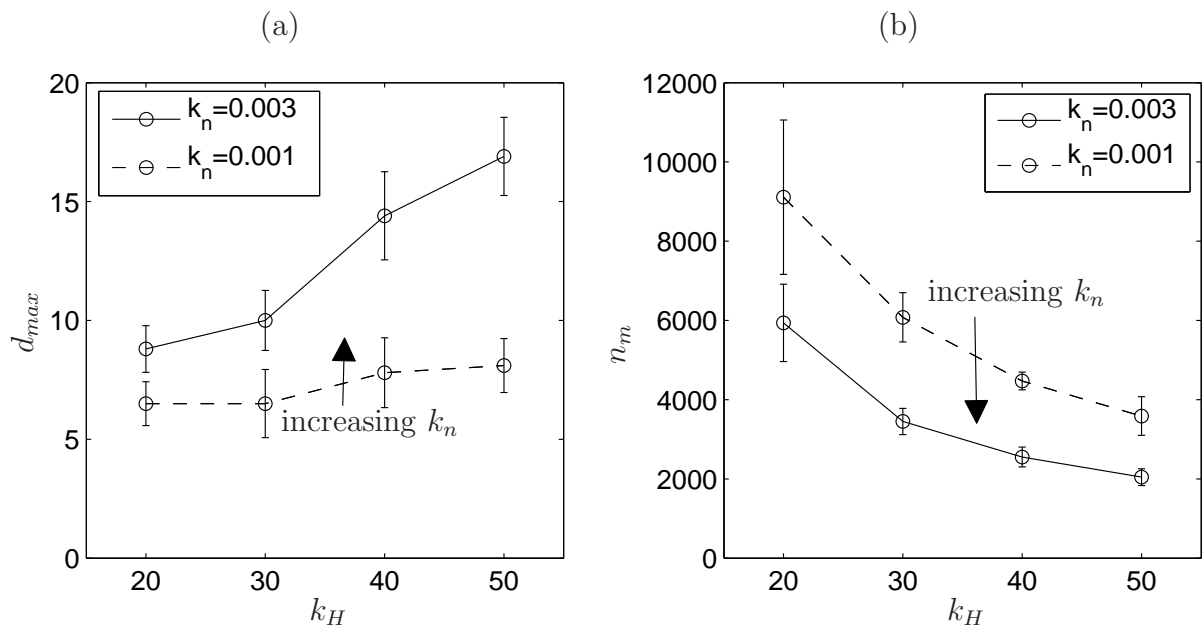 (a)
20
15
10
5
0
d_max
k_n=0.003
k_n=0.001
increasing k_n
20 30 40 50
k_H
(b)
12000
10000
8000
6000
4000
2000
0
n_m
k_n=0.003
k_n=0.001
increasing k_n
20 30 40 50
k_H